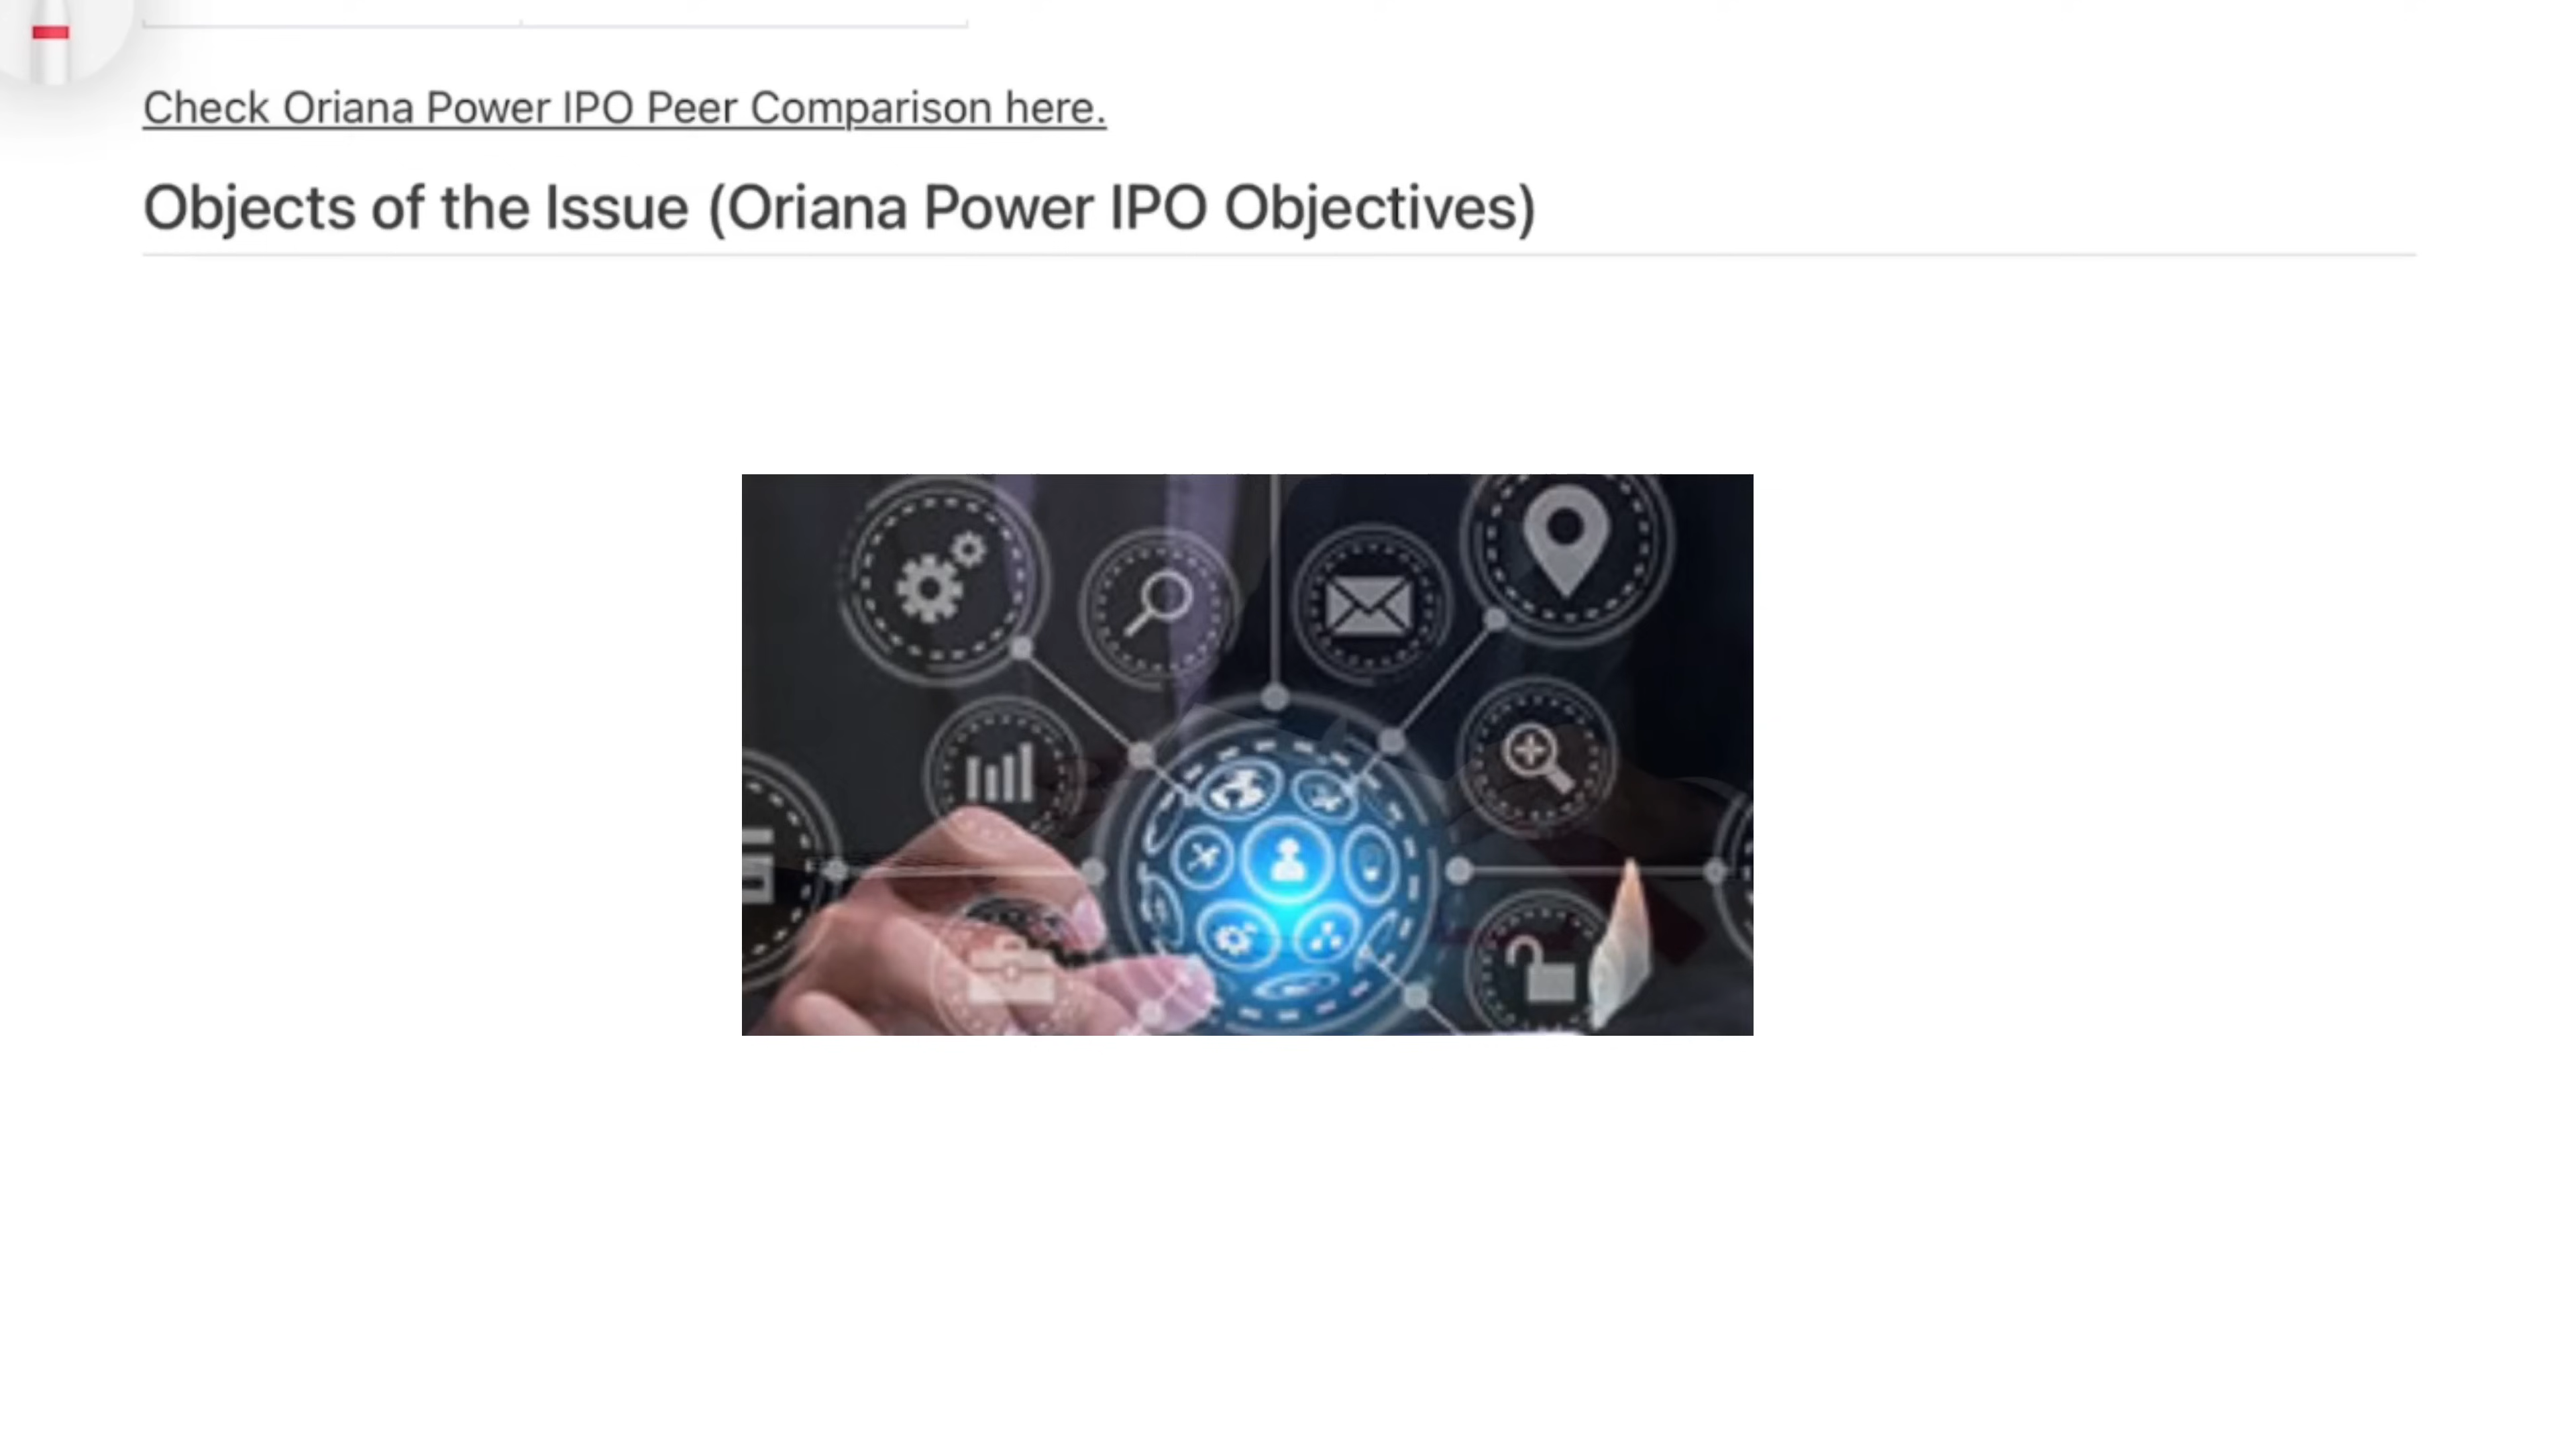 Check Oriana Power IPO Peer Comparison here.
Objects of the Issue (Oriana Power IPO Objectives)